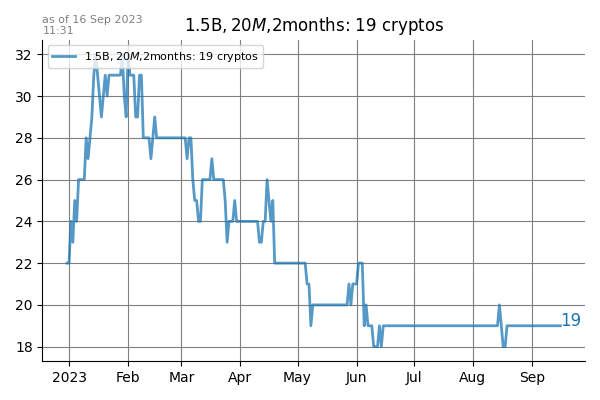 as of 16 Sep 2023
11:31
1.5B, 20M,2months: 19 cryptos
1.5B, 20M,2months: 19 cryptos
32
30
28
26
24
22
20
18
19
2023 Feb Mar Apr May Jun Jul Aug Sep